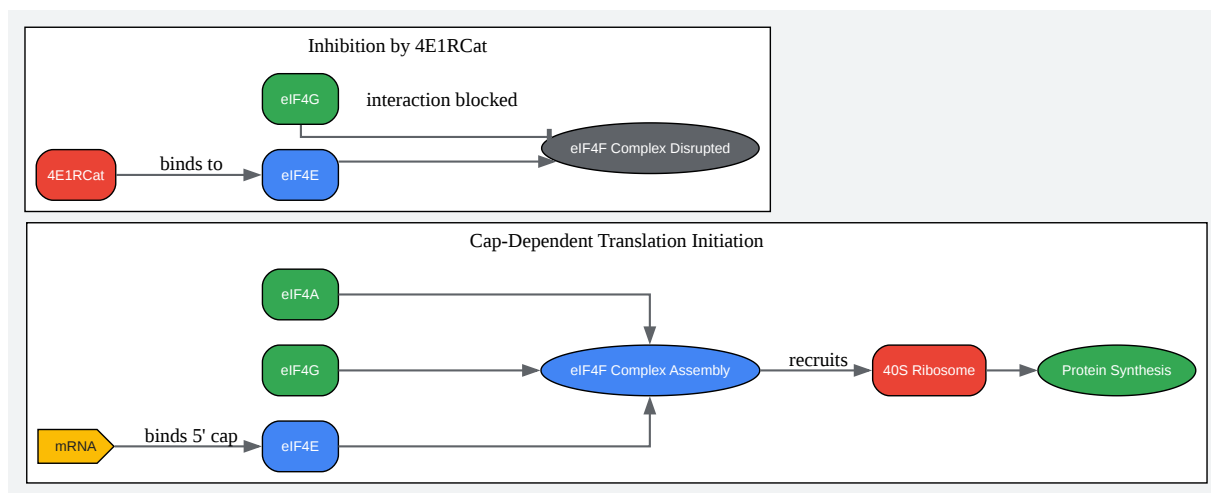 Inhibition by 4E1RCat
eIF4G
interaction blocked
eIF4F Complex Disrupted
4E1RCat
binds to
eIF4E
Cap-Dependent Translation Initiation
eIF4A
eIF4G
eIF4F Complex Assembly
recruits
40S Ribosome
Protein Synthesis
mRNA
binds 5' cap
eIF4E